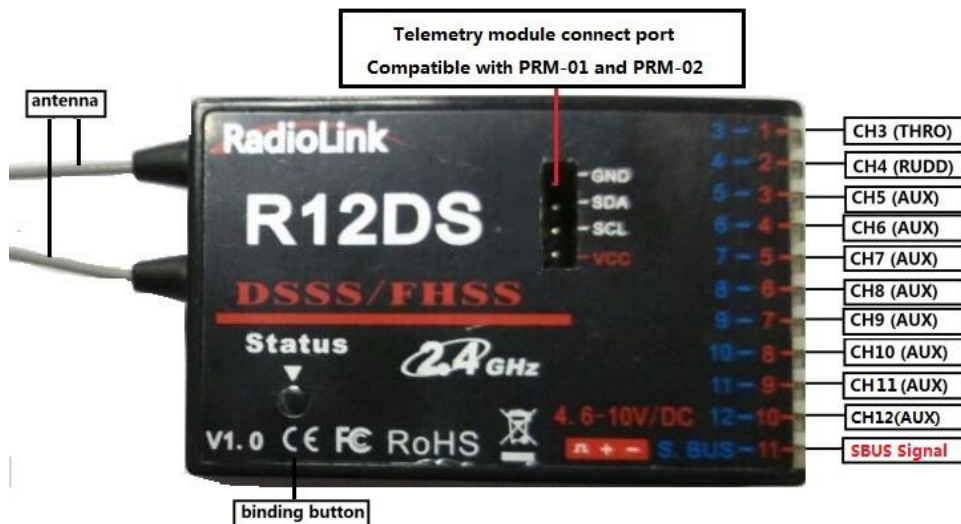 Telemetry module connect port
Compatible with PRM-01 and PRM-02
antenna
RadioLink
R12DS
DSSS/FHSS
Status
2.4 GHz
V1.0 CE FC RoHS
binding button
GND
SDA
SCL
VCC
3 - 1 CH3 (THRO)
4 - 2 CH4 (RUDD)
5 - 3 CH5 (AUX)
6 - 4 CH6 (AUX)
7 - 5 CH7 (AUX)
8 - 6 CH8 (AUX)
9 - 7 CH9 (AUX)
10 - 8 CH10 (AUX)
11 - 9 CH11 (AUX)
4.6-10V/DC 12-10 CH12(AUX)
+ - S.BUS-11 SBUS Signal